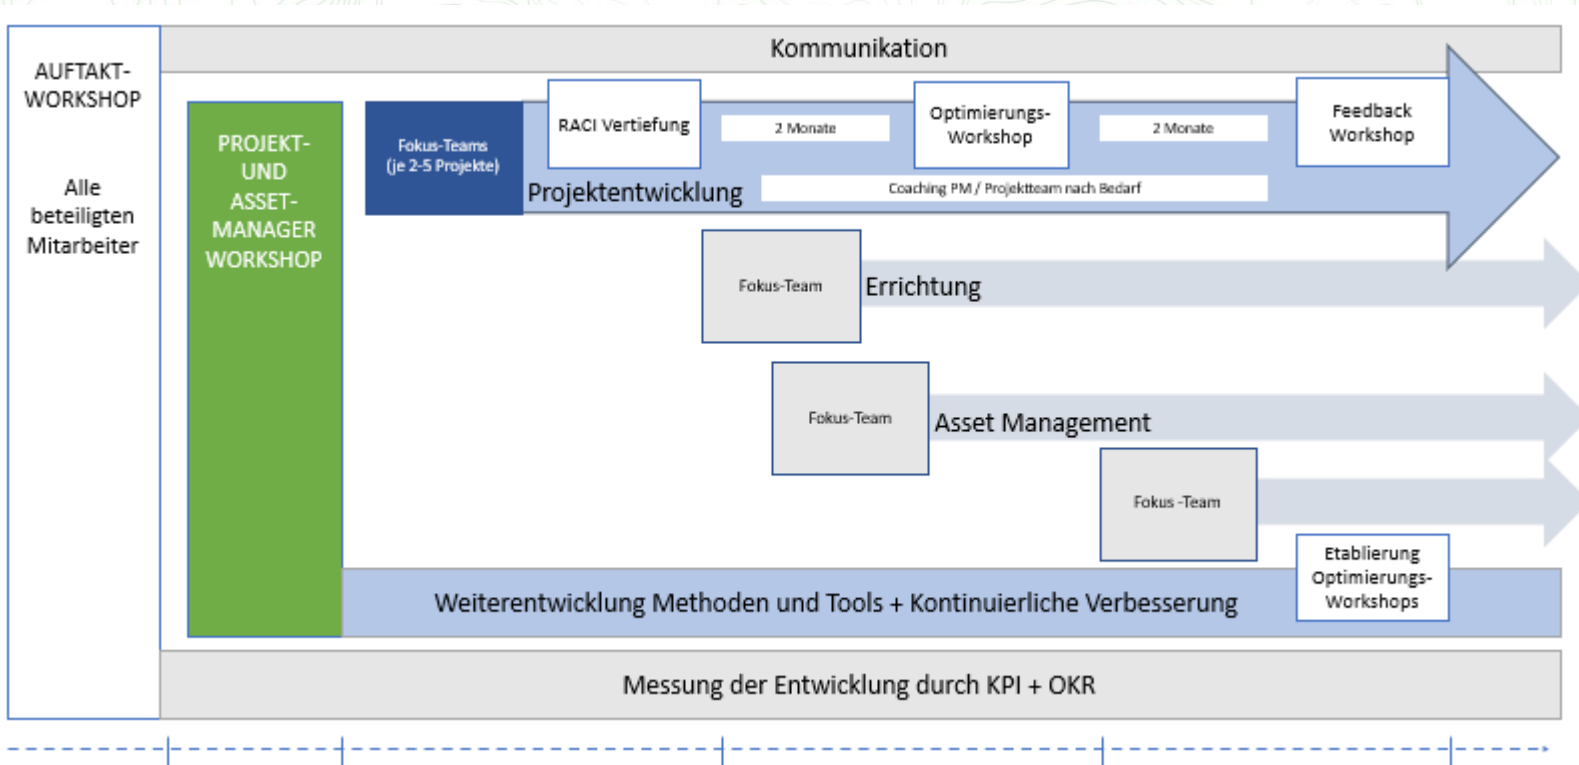 Kommunikation
AUFTAKT-
WORKSHOP
Alle
beteiligten
Mitarbeiter
PROJEKT-
UND
ASSET-
MANAGER
WORKSHOP
Fokus-Teams
(je 2-5 Projekte)
RACI Vertiefung
2 Monate
Optimierungs-
Workshop
2 Monate
Feedback
Workshop
Projektentwicklung
Coaching PM / Projektteam nach Bedarf
Fokus-Team
Errichtung
Fokus-Team
Asset Management
Fokus -Team
Etablierung
Optimierungs-
Workshops
Weiterentwicklung Methoden und Tools + Kontinuierliche Verbesserung
Messung der Entwicklung durch KPI + OKR